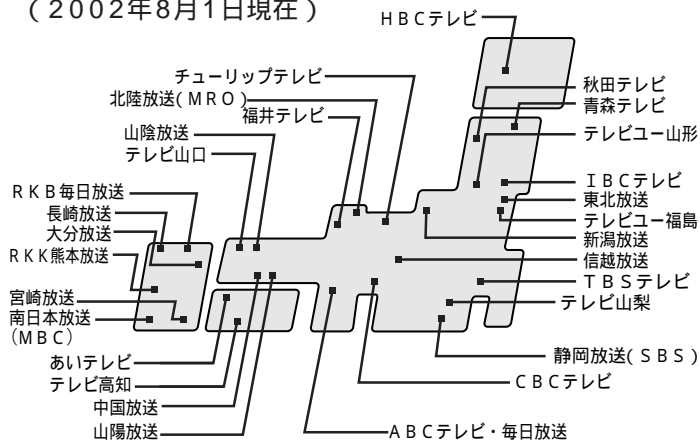 (2002年8月1日現在)
HBCテレビ
チューリップテレビ
北陸放送(MRO)
福井テレビ
山陰放送
テレビ山口
RKB毎日放送
長崎放送
大分放送
RKK熊本放送
宮崎放送
南日本放送
(MBC)
あいテレビ
テレビ高知
中国放送
山陽放送
秋田テレビ
青森テレビ
テレビユー山形
IBCテレビ
東北放送
テレビユー福島
新潟放送
信越放送
TBSテレビ
テレビ山梨
静岡放送(SBS)
CBCテレビ
ABCテレビ・毎日放送